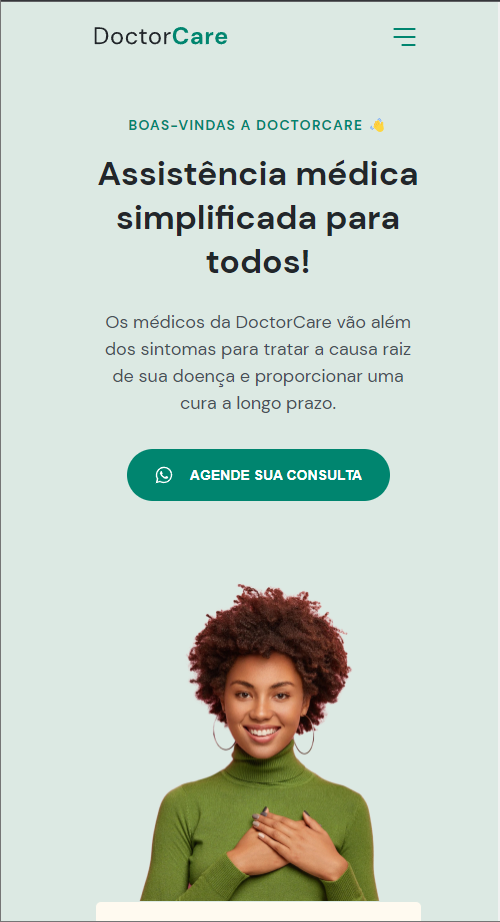 DoctorCare
BOAS-VINDAS A DOCTORCARE 👋
Assistência médica
simplificada para
todos!
Os médicos da DoctorCare vão além
dos sintomas para tratar a causa raiz
de sua doença e proporcionar uma
cura a longo prazo.
AGENDE SUA CONSULTA